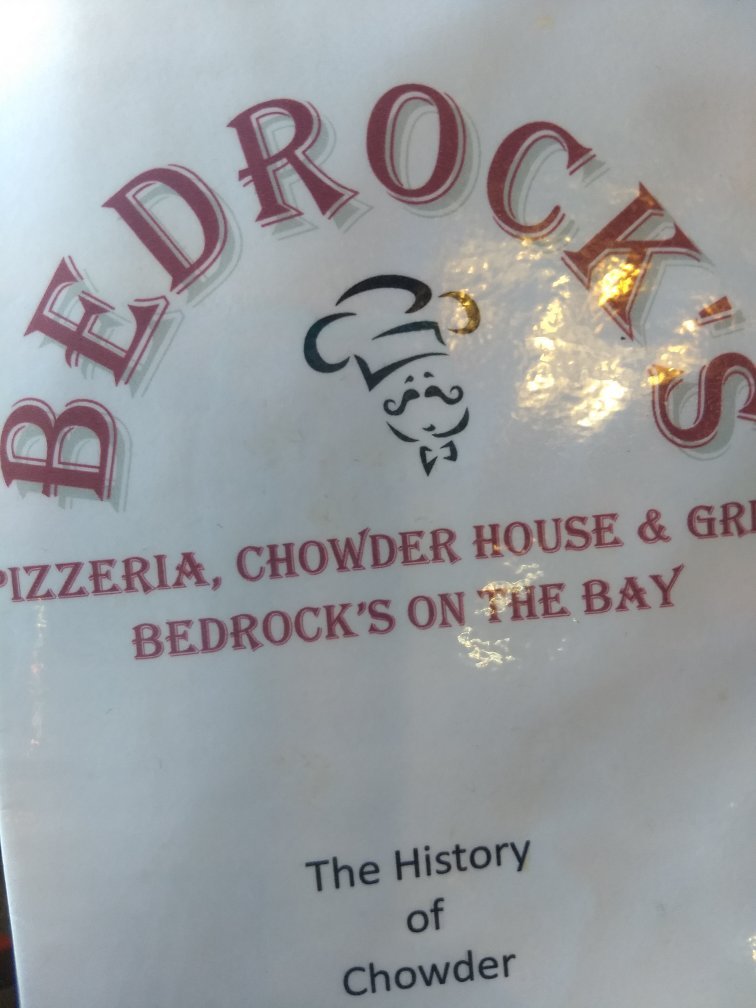 BEDROCK'S
PIZZERIA, CHOWDER HOUSE &
BEDROCK'S ON THE BAY
The History
of
Chowder